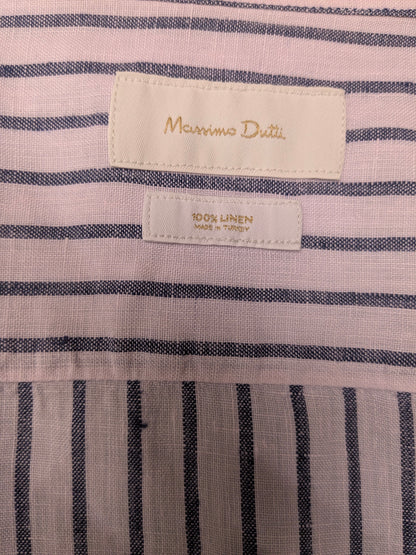 Massimo Dutti
100% LINEN
MADE IN TURKEY